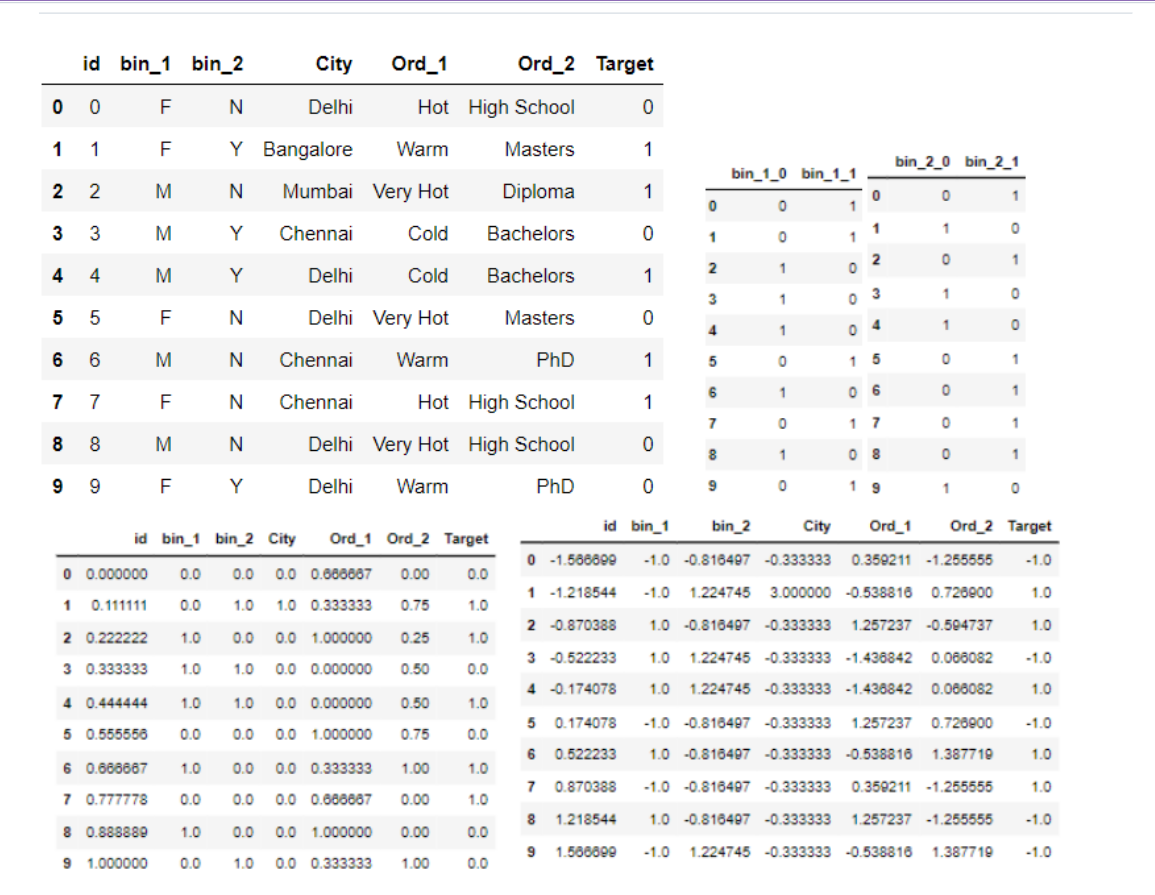 id bin_1 bin_2 City Ord_1 Ord_2 Target
0 0 F N Delhi Hot High School 0
1 1 F Y Bangalore Warm Masters 1
2 2 M N Mumbai Very Hot Diploma 1
3 3 M Y Chennai Cold Bachelors 0
4 4 M Y Delhi Cold Bachelors 1
5 5 F N Delhi Very Hot Masters 0
6 6 M N Chennai Warm PhD 1
7 7 F N Chennai Hot High School 1
8 8 M N Delhi Very Hot High School 0
9 9 F Y Delhi Warm PhD 0
bin_1_0 bin_1_1
0 0 1
1 0 1
2 1 0
3 1 0
4 1 0
5 0 1
6 1 0
7 0 1
8 1 0
9 0 1
bin_2_0 bin_2_1
0 0 1
1 1 0
2 0 1
3 1 0
4 1 0
5 0 1
6 0 1
7 0 1
8 0 1
9 1 0
id bin_1 bin_2 City Ord_1 Ord_2 Target
0 0.000000 0.0 0.0 0.0 0.666667 0.00 0.0
1 0.111111 0.0 1.0 1.0 0.333333 0.75 1.0
2 0.222222 1.0 0.0 0.0 1.000000 0.25 1.0
3 0.333333 1.0 1.0 0.0 0.000000 0.50 0.0
4 0.444444 1.0 1.0 0.0 0.000000 0.50 1.0
5 0.555556 0.0 0.0 0.0 1.000000 0.75 0.0
6 0.666667 1.0 0.0 0.0 0.333333 1.00 1.0
7 0.777778 0.0 0.0 0.0 0.666667 0.00 1.0
8 0.888889 1.0 0.0 0.0 1.000000 0.00 0.0
9 1.000000 0.0 1.0 0.0 0.333333 1.00 0.0
id bin_1 bin_2 City Ord_1 Ord_2 Target
0 -1.566699 -1.0 -0.816497 -0.333333 0.359211 -1.255555 -1.0
1 -1.218544 -1.0 1.224745 3.000000 -0.538816 0.726900 1.0
2 -0.870388 1.0 -0.816497 -0.333333 1.257237 -0.594737 1.0
3 -0.522233 1.0 1.224745 -0.333333 -1.436842 0.066082 -1.0
4 -0.174078 1.0 1.224745 -0.333333 -1.436842 0.066082 1.0
5 0.174078 -1.0 -0.816497 -0.333333 1.257237 0.726900 -1.0
6 0.522233 1.0 -0.816497 -0.333333 -0.538816 1.387719 1.0
7 0.870388 -1.0 -0.816497 -0.333333 0.359211 -1.255555 1.0
8 1.218544 1.0 -0.816497 -0.333333 1.257237 -1.255555 -1.0
9 1.566699 -1.0 1.224745 -0.333333 -0.538816 1.387719 -1.0